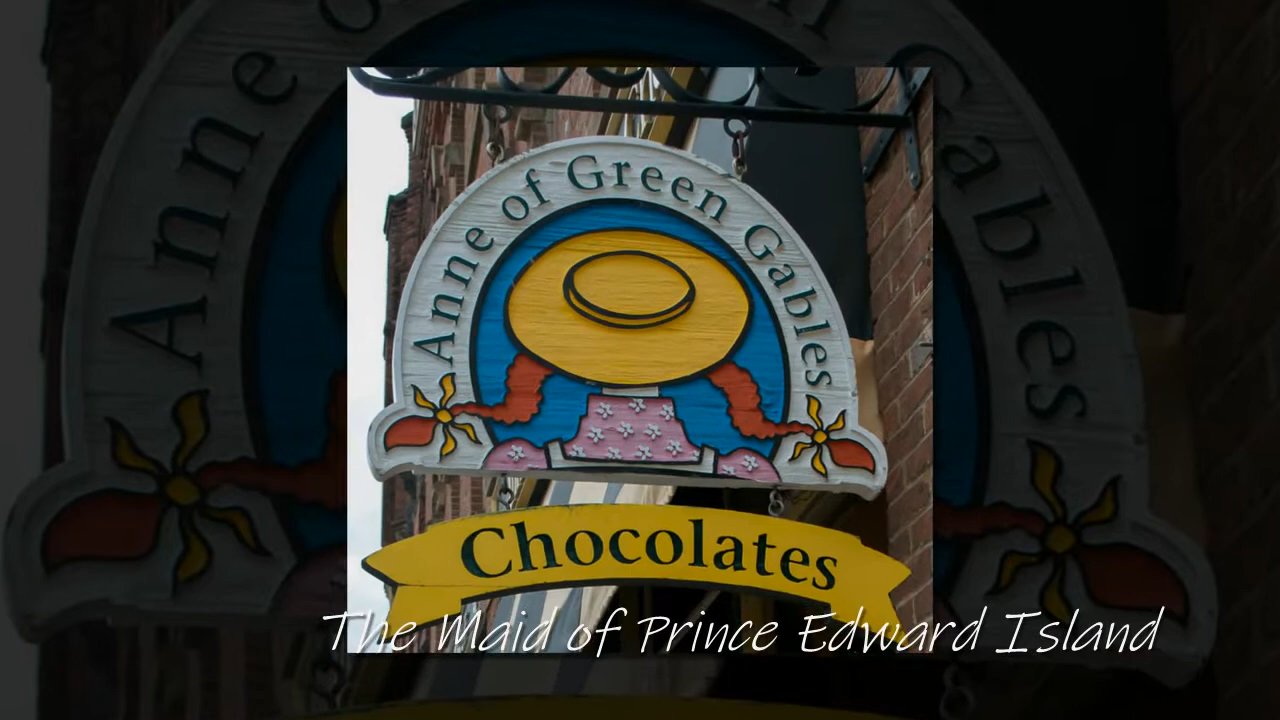 Anne of Green Gables
Chocolates
The Maid of Prince Edward Island